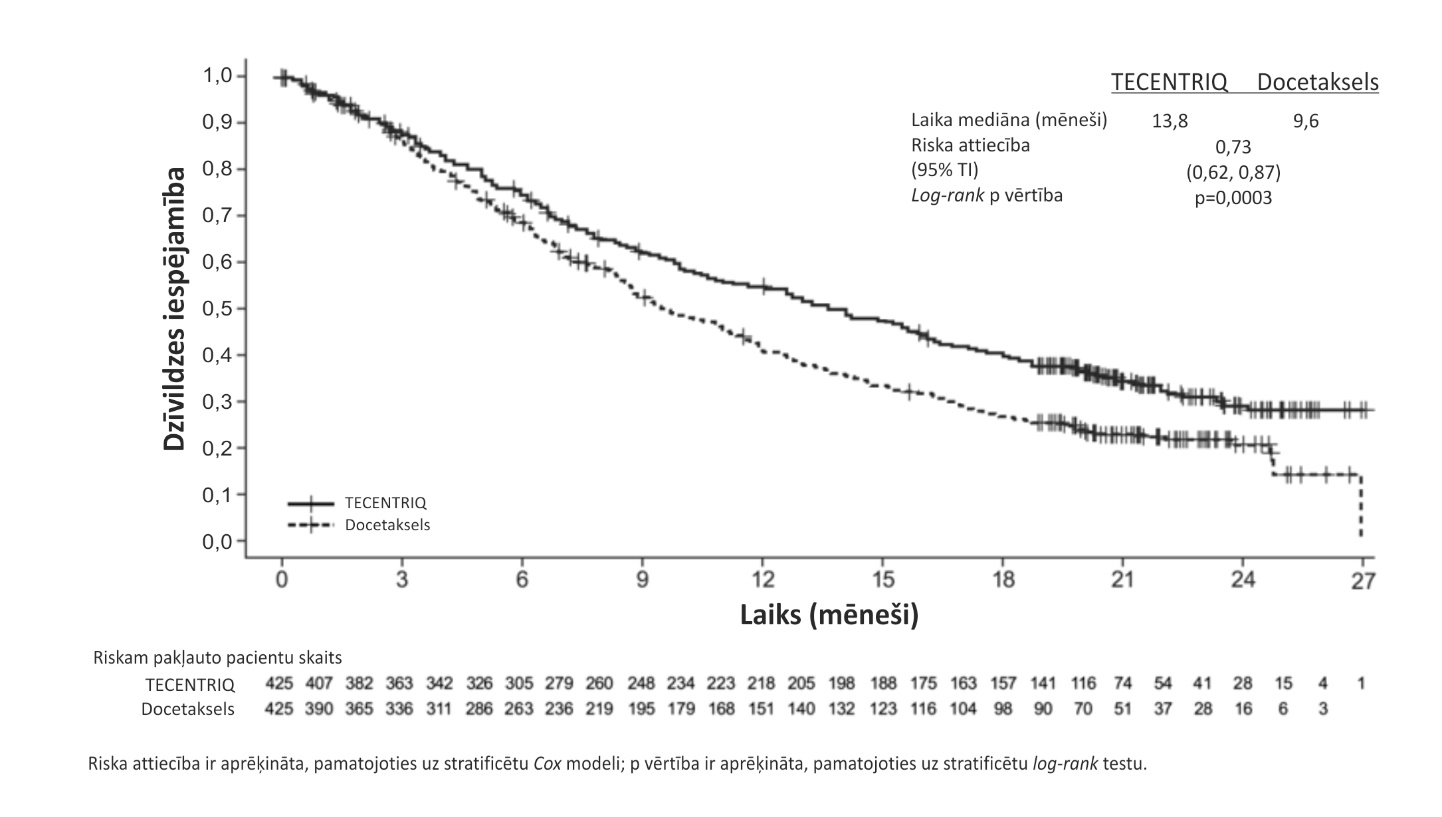 TECENTRIQ Docetaksels
Laika mediāna (mēneši) 13,8 9,6
Riska attiecība 0,73
(95% TI) (0,62, 0,87)
Log-rank p vērtība p=0,0003
Dzīvildzes iespējamība
1,0
0,9
0,8
0,7
0,6
0,5
0,4
0,3
0,2
0,1
0,0
TECENTRIQ
Docetaksels
0 3 6 9 12 15 18 21 24 27
Laiks (mēneši)
Riskam pakļauto pacientu skaits
TECENTRIQ 425 407 382 363 342 326 305 279 260 248 234 223 218 205 198 188 175 163 157 141 116 74 54 41 28 15 4 1
Docetaksels 425 390 365 336 311 286 263 236 219 195 179 168 151 140 132 123 116 104 98 90 70 51 37 28 16 6 3
Riska attiecība ir aprēķināta, pamatojoties uz stratificētu Cox modeli; p vērtība ir aprēķināta, pamatojoties uz stratificētu log-rank testu.